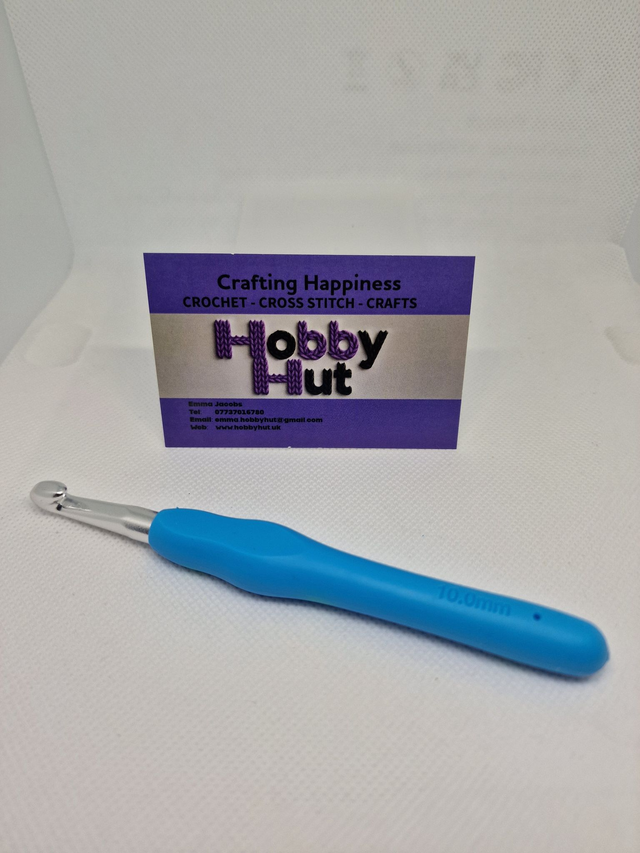 Crafting Happiness
CROCHET - CROSS STITCH - CRAFTS
Hobby
Hut
Emma Jacobs
Tel 07727016780
Email emma.hobbyhut@gmail.com
Web www.hobbyhut.uk
10.0mm